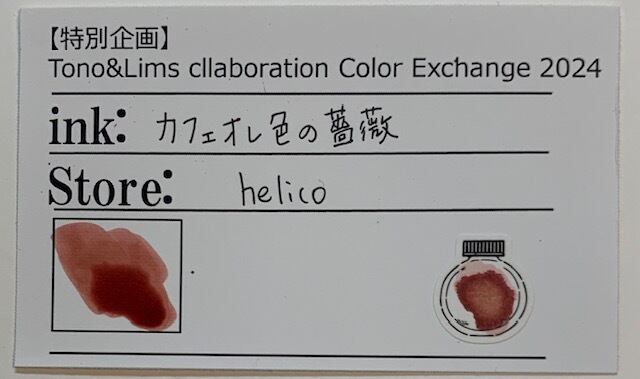 【特別企画】
Tono&Lims cllaboration Color Exchange 2024
ink: カフェオレ色の薔薇
Store: helico